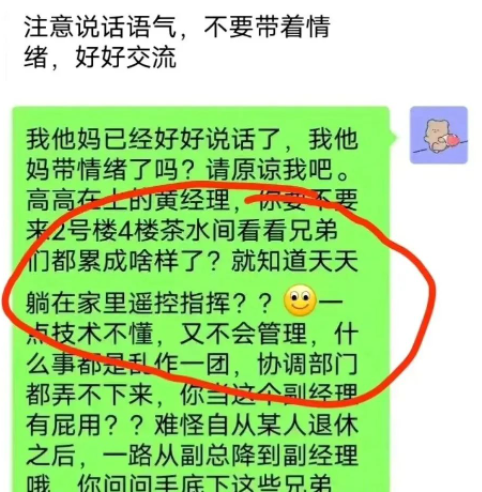 注意说话语气，不要带着情
绪，好好交流
我他妈已经好好说话了，我他
妈带情绪了吗？请原谅我吧。
高高在上的黄经理，你要不要
来2号楼4楼茶水间看看兄弟
们都累成啥样了？就知道天天
躺在家里遥控指挥？？🙂一
点技术不懂，又不会管理，什
么事都是乱作一团，协调部门
都弄不下来，你当这个副经理
有屁用？？难怪自从某人退休
之后，一路从副总降到副经理
哦，你问问手底下这些兄弟